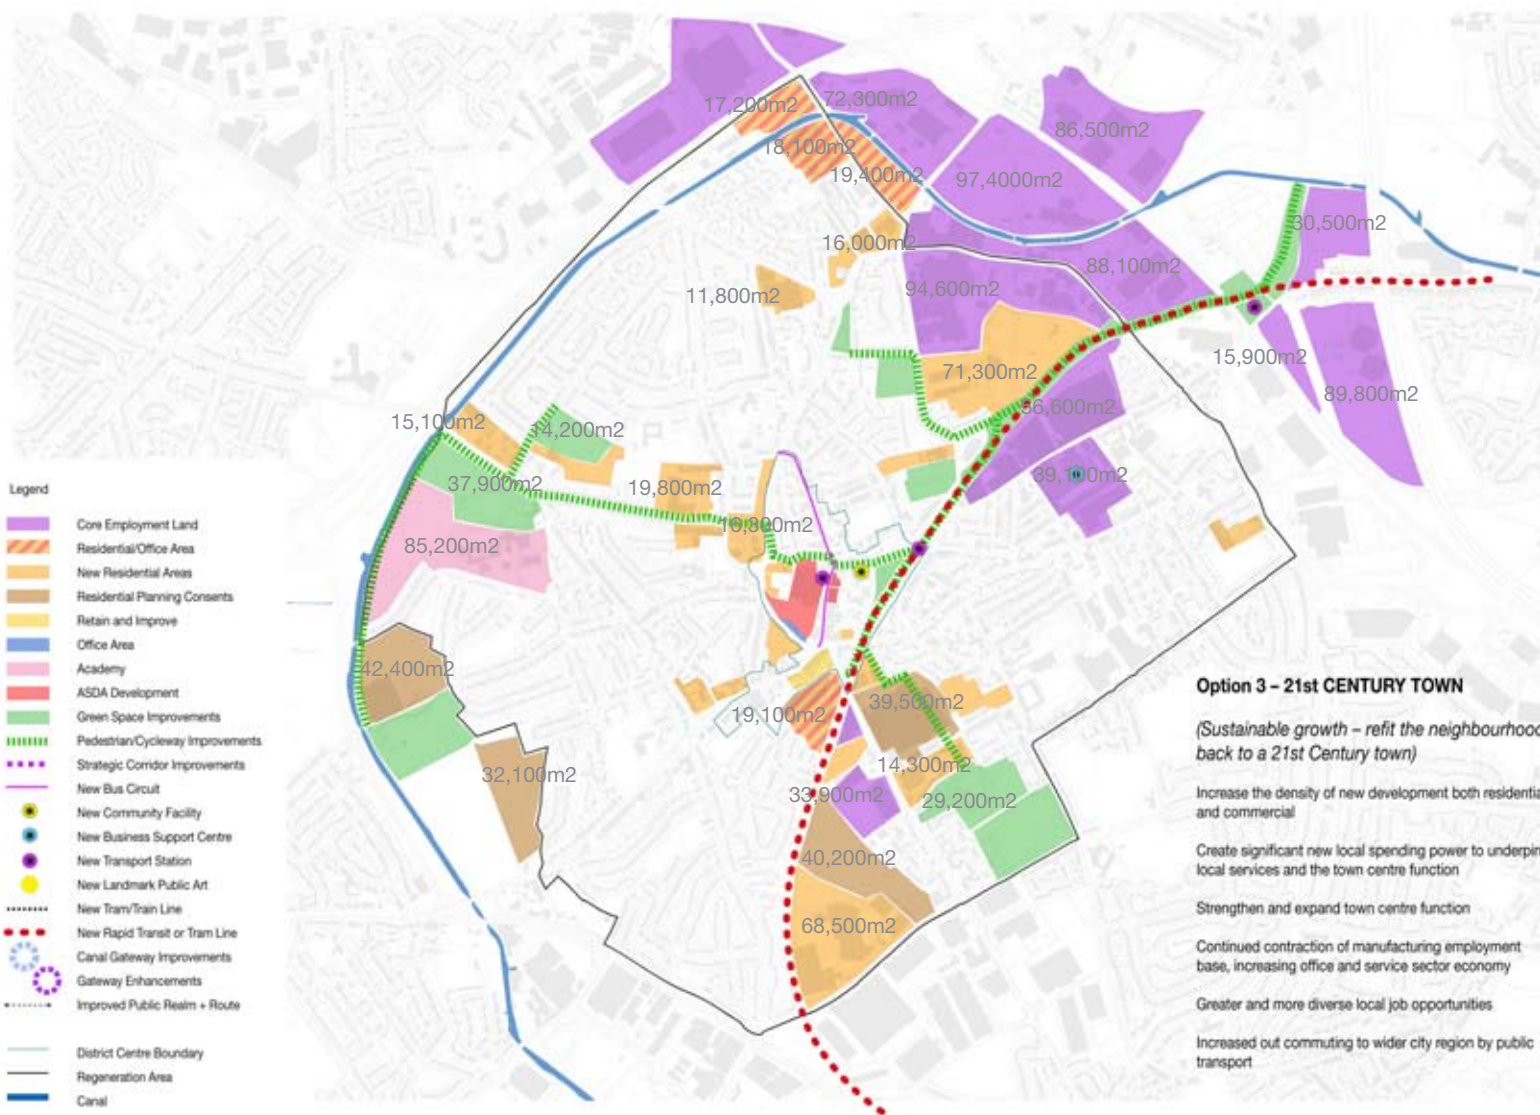 17,200m2
72,300m2
86,500m2
18,100m2
19,400m2
97,4000m2
16,000m2
30,500m2
88,100m2
11,800m2
94,600m2
15,900m2
71,300m2
89,800m2
56,600m2
15,100m2
14,200m2
39,100m2
37,900m2
19,800m2
16,300m2
85,200m2
42,400m2
39,500m2
19,100m2
14,300m2
32,100m2
33,900m2
29,200m2
40,200m2
68,500m2
Legend
Core Employment Land
Residential/Office Area
New Residential Areas
Residential Planning Consents
Retain and Improve
Office Area
Academy
ASDA Development
Green Space Improvements
Pedestrian/Cycleway Improvements
Strategic Corridor Improvements
New Bus Circuit
New Community Facility
New Business Support Centre
New Transport Station
New Landmark Public Art
New Tram/Train Line
New Rapid Transit or Tram Line
Canal Gateway Improvements
Gateway Enhancements
Improved Public Realm + Route
District Centre Boundary
Regeneration Area
Canal
Option 3 – 21st CENTURY TOWN
(Sustainable growth – refit the neighbourhood
back to a 21st Century town)
Increase the density of new development both residentia
and commercial
Create significant new local spending power to underpin
local services and the town centre function
Strengthen and expand town centre function
Continued contraction of manufacturing employment
base, increasing office and service sector economy
Greater and more diverse local job opportunities
Increased out commuting to wider city region by public
transport